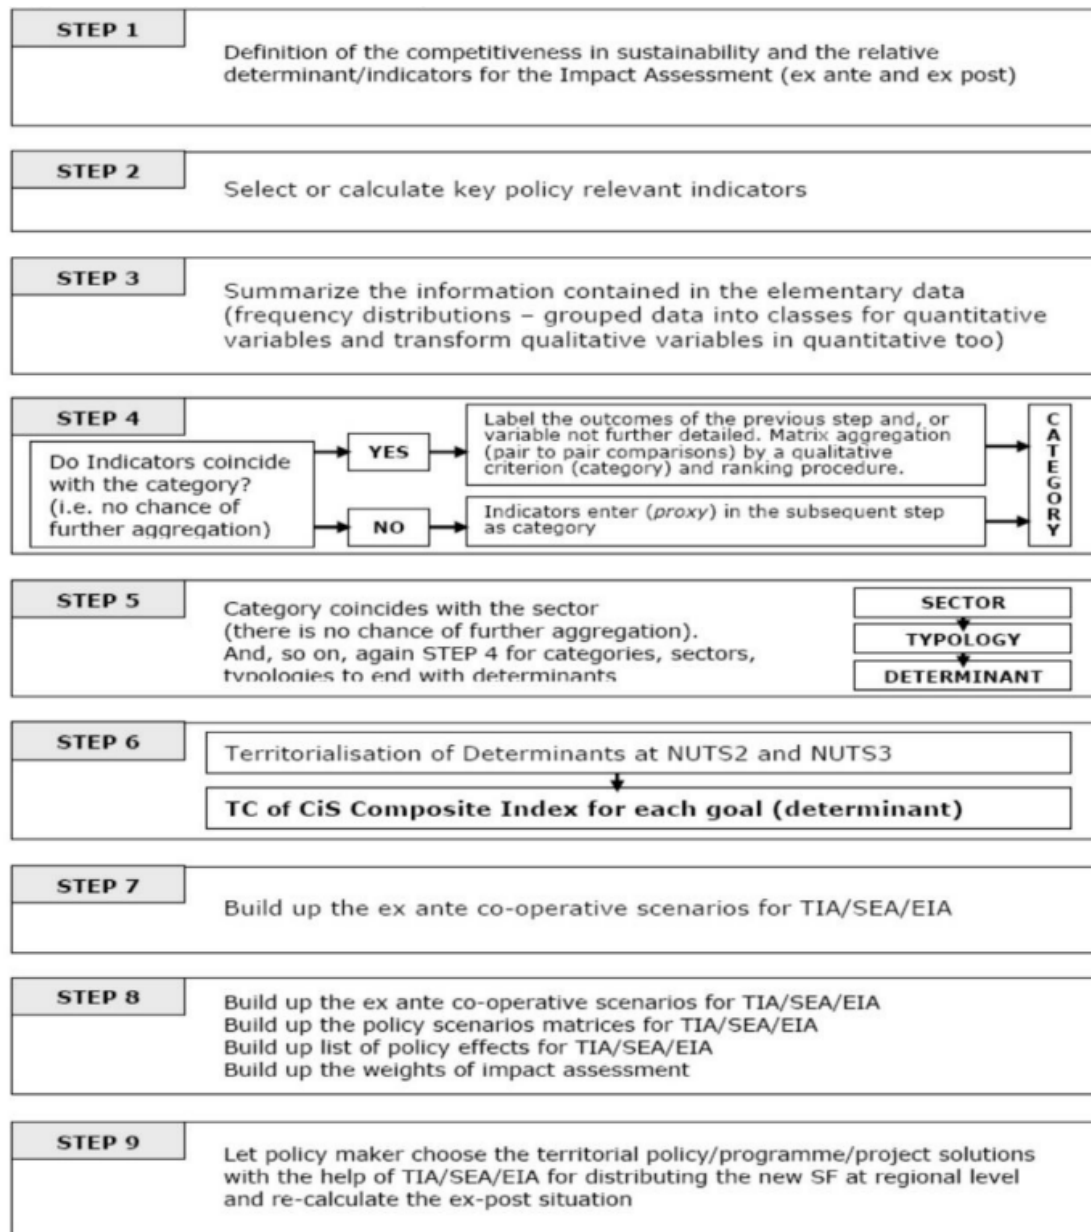 STEP 1
Definition of the competitiveness in sustainability and the relative
determinant/indicators for the Impact Assessment (ex ante and ex post)
STEP 2
Select or calculate key policy relevant indicators
STEP 3
Summarize the information contained in the elementary data
(frequency distributions – grouped data into classes for quantitative
variables and transform qualitative variables in quantitative too)
STEP 4
Do Indicators coincide
with the category?
(i.e. no chance of
further aggregation)
YES
Label the outcomes of the previous step and, or
variable not further detailed. Matrix aggregation
(pair to pair comparisons) by a qualitative
criterion (category) and ranking procedure.
NO
Indicators enter (proxy) in the subsequent step
as category
CATEGORY
STEP 5
Category coincides with the sector
(there is no chance of further aggregation).
And, so on, again STEP 4 for categories, sectors,
typologies to end with determinants
SECTOR
TYPOLOGY
DETERMINANT
STEP 6
Territorialisation of Determinants at NUTS2 and NUTS3
TC of CiS Composite Index for each goal (determinant)
STEP 7
Build up the ex ante co-operative scenarios for TIA/SEA/EIA
STEP 8
Build up the ex ante co-operative scenarios for TIA/SEA/EIA
Build up the policy scenarios matrices for TIA/SEA/EIA
Build up list of policy effects for TIA/SEA/EIA
Build up the weights of impact assessment
STEP 9
Let policy maker choose the territorial policy/programme/project solutions
with the help of TIA/SEA/EIA for distributing the new SF at regional level
and re-calculate the ex-post situation